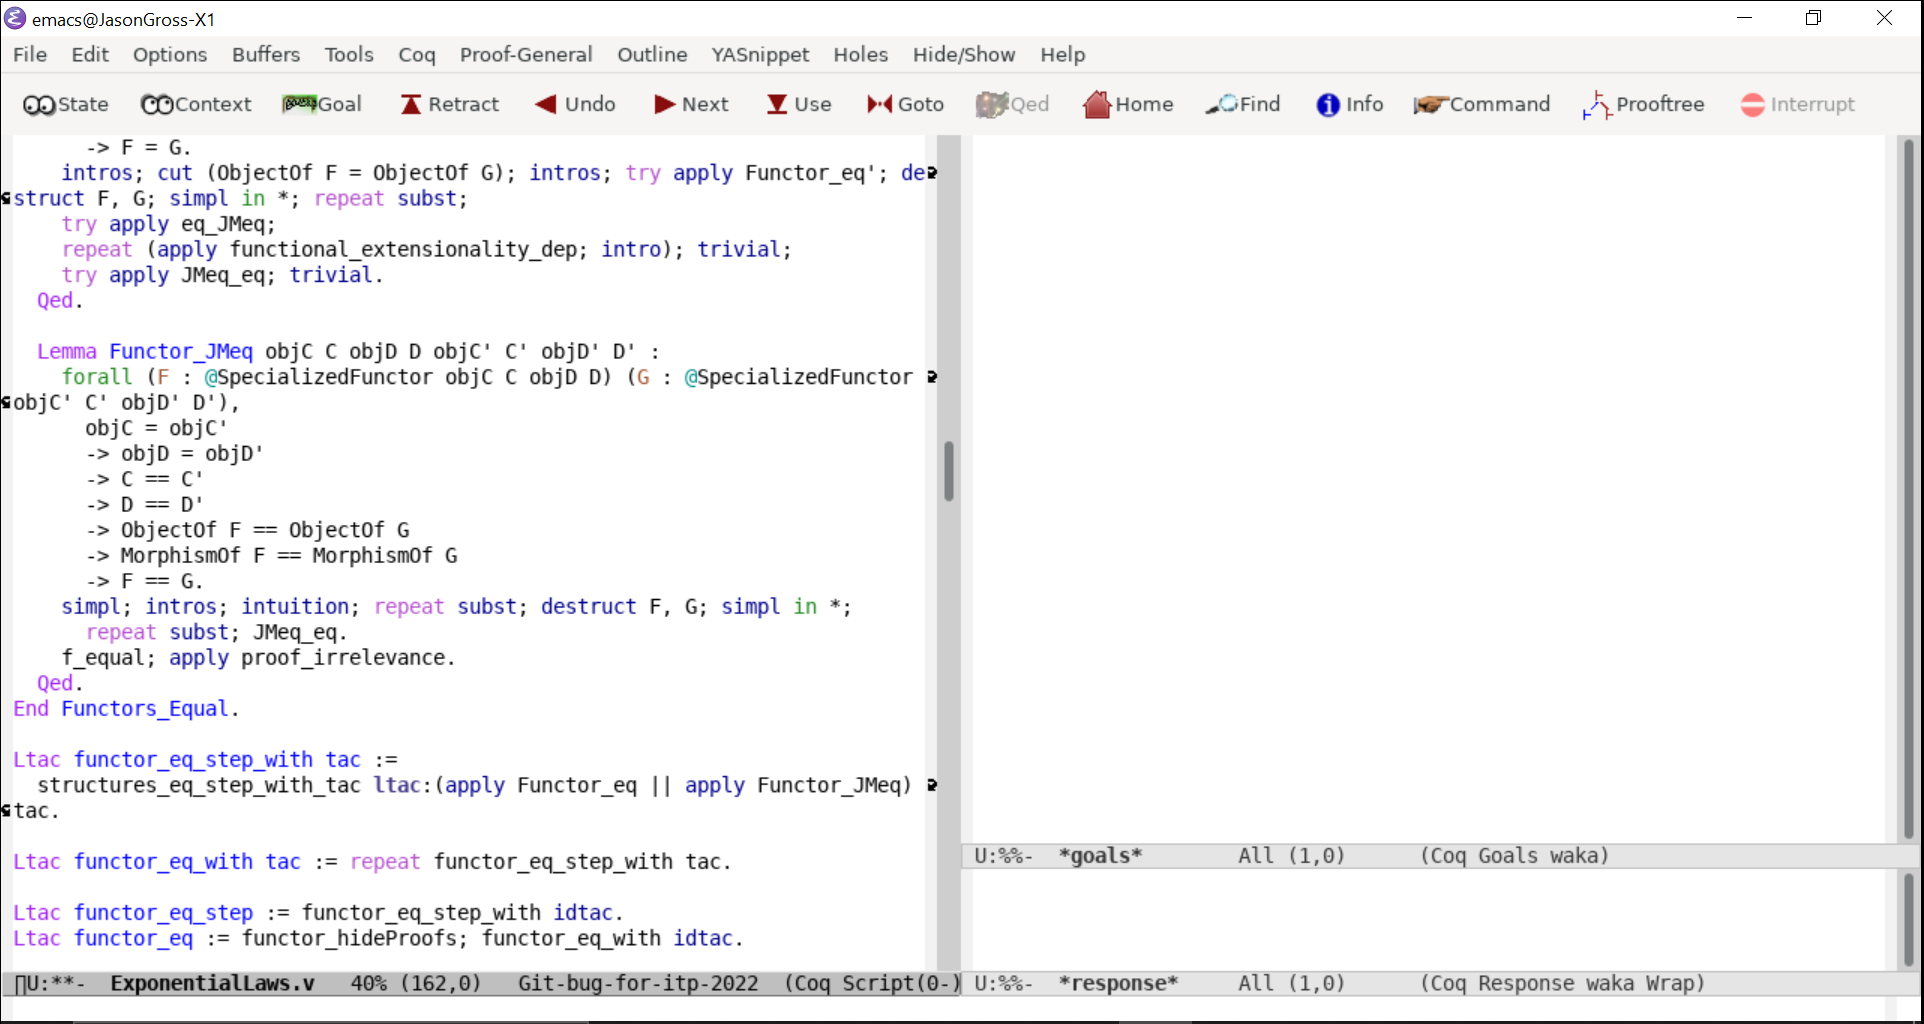 emacs@JasonGross-X1
File Edit Options Buffers Tools Coq Proof-General Outline YASnippet Holes Hide/Show Help
State Context Goal Retract Undo Next Use Goto Qed Home Find Info Command Prooftree Interrupt
-> F = G.
intros; cut (ObjectOf F = ObjectOf G); intros; try apply Functor_eq'; de
struct F, G; simpl in *; repeat subst;
try apply eq_JMeq;
repeat (apply functional_extensionality_dep; intro); trivial;
try apply JMeq_eq; trivial.
Qed.
Lemma Functor_JMeq objC C objD D objC' C' objD' D' :
forall (F : @SpecializedFunctor objC C objD D) (G : @SpecializedFunctor
objC' C' objD' D'),
objC = objC'
-> objD = objD'
-> C == C'
-> D == D'
-> ObjectOf F == ObjectOf G
-> MorphismOf F == MorphismOf G
-> F == G.
simpl; intros; intuition; repeat subst; destruct F, G; simpl in *;
repeat subst; JMeq_eq.
f_equal; apply proof_irrelevance.
Qed.
End Functors_Equal.
Ltac functor_eq_step_with tac :=
structures_eq_step_with_tac ltac:(apply Functor_eq || apply Functor_JMeq)
tac.
Ltac functor_eq_with tac := repeat functor_eq_step_with tac.
Ltac functor_eq_step := functor_eq_step_with idtac.
Ltac functor_eq := functor_hideProofs; functor_eq_with idtac.
U:**- ExponentialLaws.v 40% (162,0) Git-bug-for-itp-2022 (Coq Script(0-)
U:%%- *goals* All (1,0) (Coq Goals waka)
U:%%- *response* All (1,0) (Coq Response waka Wrap)